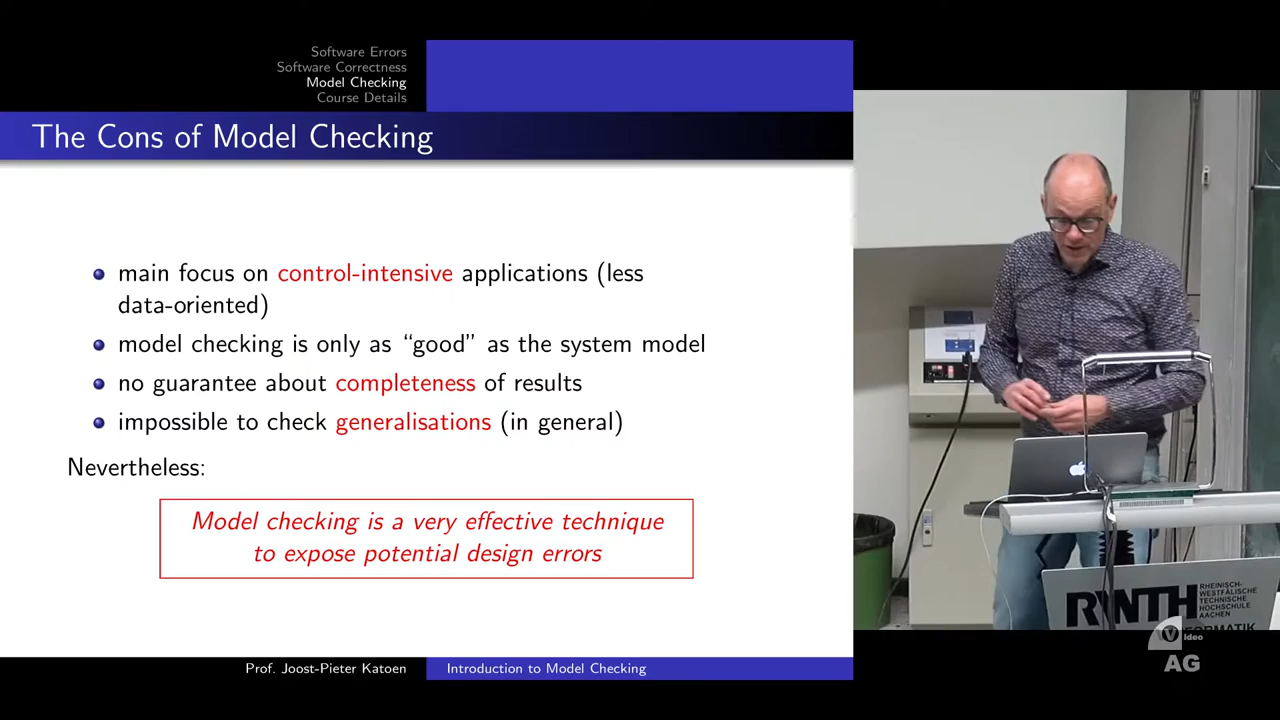 Software Errors
Software Correctness
Model Checking
Course Details
The Cons of Model Checking
main focus on control-intensive applications (less
data-oriented)
model checking is only as “good” as the system model
no guarantee about completeness of results
impossible to check generalisations (in general)
Nevertheless:
Model checking is a very effective technique
to expose potential design errors
Prof. Joost-Pieter Katoen
Introduction to Model Checking
RWTH
RHEINISCH-
WESTFÄLISCHE
TECHNISCHE
HOCHSCHULE
AACHEN
Video
AG